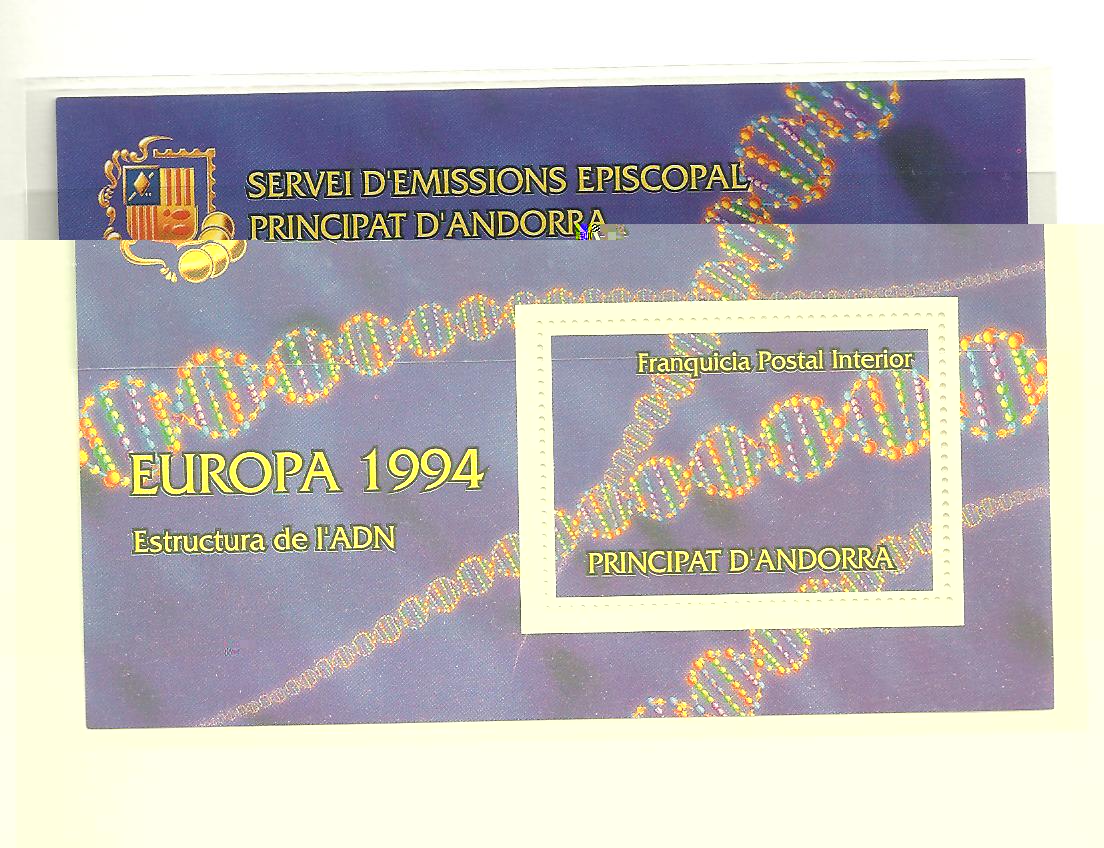 SERVEI D'EMISSIONS EPISCOPAL
PRINCIPAT D'ANDORRA
EUROPA 1994
Estructura de l'ADN
Franquicia Postal Interior
PRINCIPAT D'ANDORRA